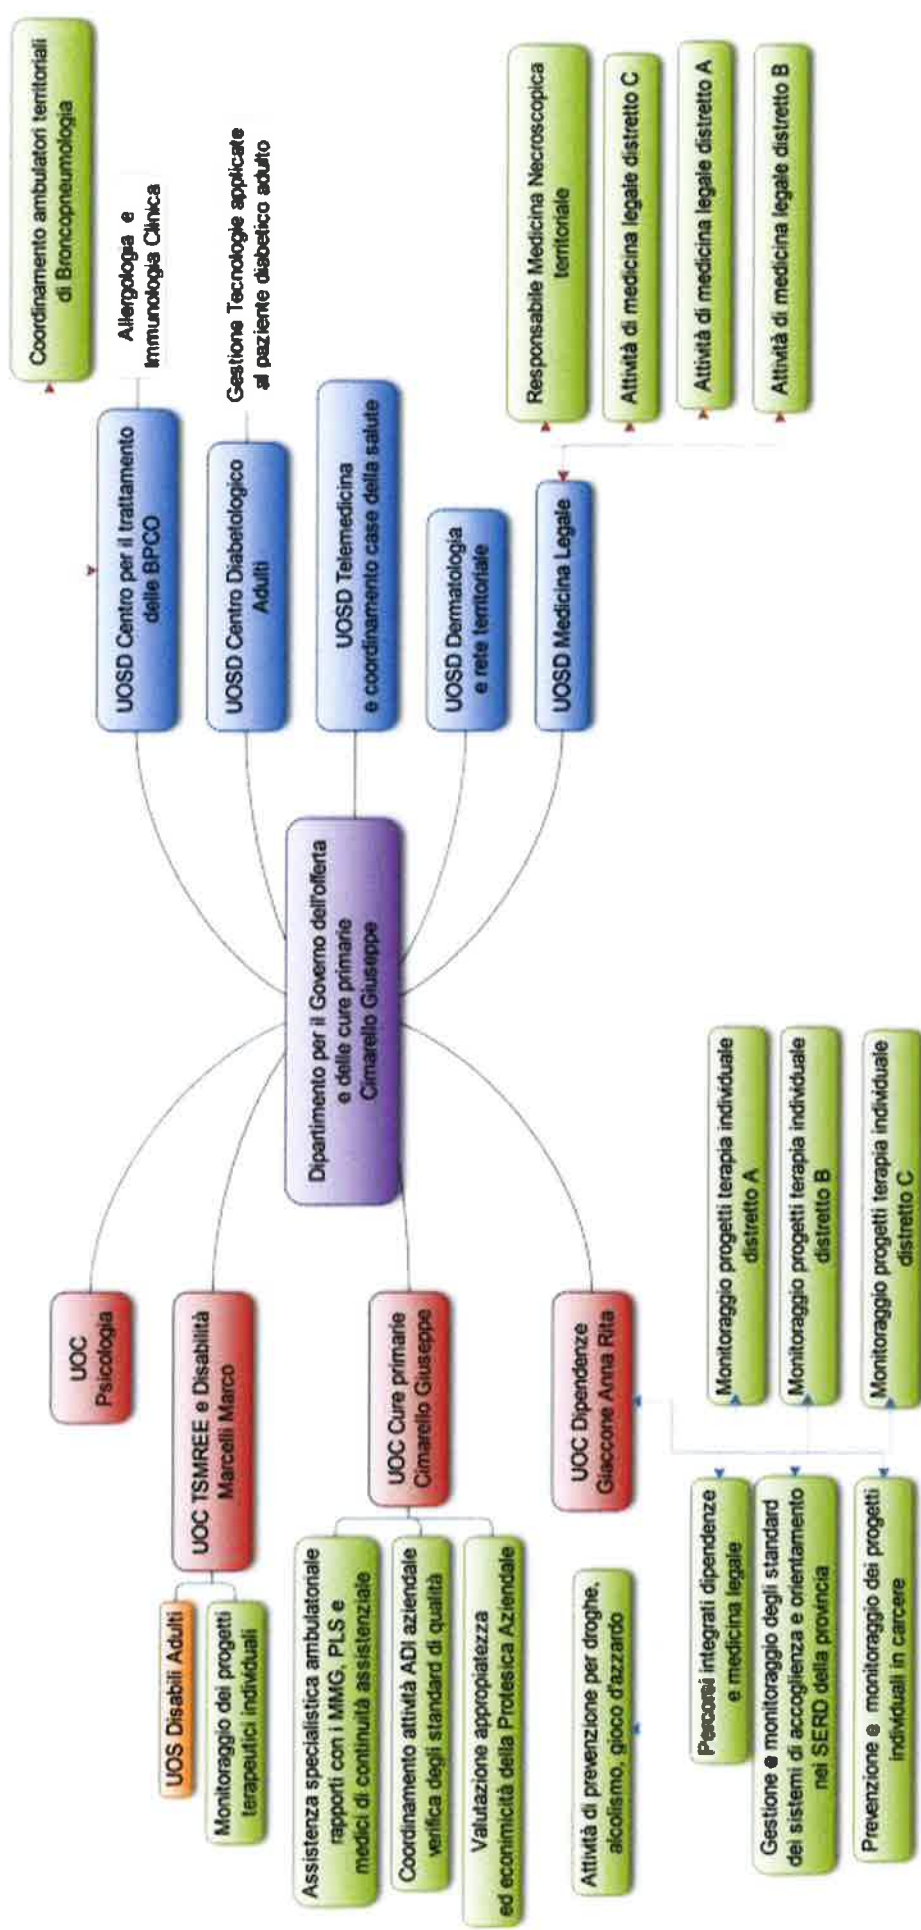 Dipartimento per il Governo dell'offerta
e delle cure primarie
Cimarello Giuseppe
UOC
Psicologia
UOC TSMREE e Disabilità
Marcelli Marco
UOS Disabili Adulti
Monitoraggio dei progetti
terapeutici individuali
UOC Cure primarie
Cimarello Giuseppe
Assistenza specialistica ambulatoriale
rapporti con i MMG, PLS e
medici di continuità assistenziale
Coordinamento attività ADI aziendale
verifica degli standard di qualità
Valutazione appropiatezza
ed econimicità della Protesica Aziendale
UOC Dipendenze
Giaccone Anna Rita
Attività di prevenzione per droghe,
alcolismo, gioco d'azzardo
Percorsi integrati dipendenze
e medicina legale
Gestione e monitoraggio degli standard
dei sistemi di accoglienza e orientamento
nei SERD della provincia
Prevenzione e monitoraggio dei progetti
individuali in carcere
Monitoraggio progetti terapia individuale
distretto A
Monitoraggio progetti terapia individuale
distretto B
Monitoraggio progetti terapia individuale
distretto C
UOSD Centro per il trattamento
delle BPCO
Coordinamento ambulatori territoriali
di Broncopneumologia
Allergologia e
Immunologia Clinica
UOSD Centro Diabetologico
Adulti
Gestione Tecnologie applicate
al paziente diabetico adulto
UOSD Telemedicina
e coordinamento case della salute
UOSD Dermatologia
e rete territoriale
UOSD Medicina Legale
Responsabile Medicina Necroscopica
territoriale
Attività di medicina legale distretto C
Attività di medicina legale distretto A
Attività di medicina legale distretto B